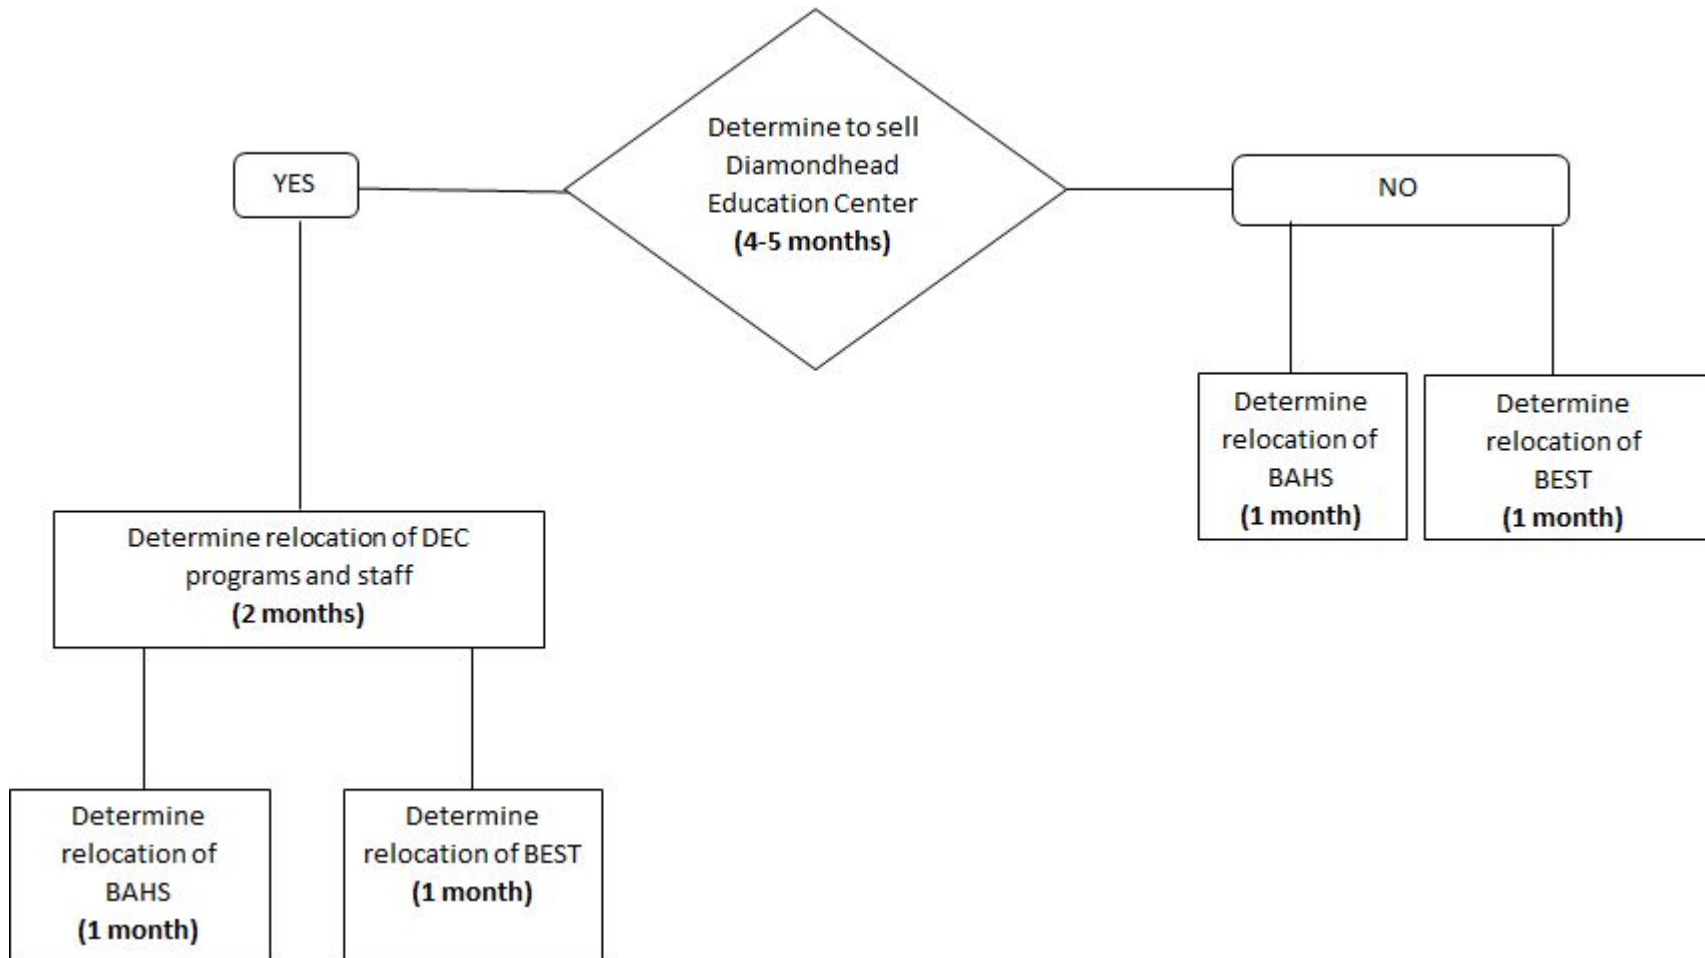 Determine to sell
Diamondhead
Education Center
(4-5 months)
YES
NO
Determine
relocation of
BAHS
(1 month)
Determine
relocation of
BEST
(1 month)
Determine relocation of DEC
programs and staff
(2 months)
Determine
relocation of
BAHS
(1 month)
Determine
relocation of BEST
(1 month)